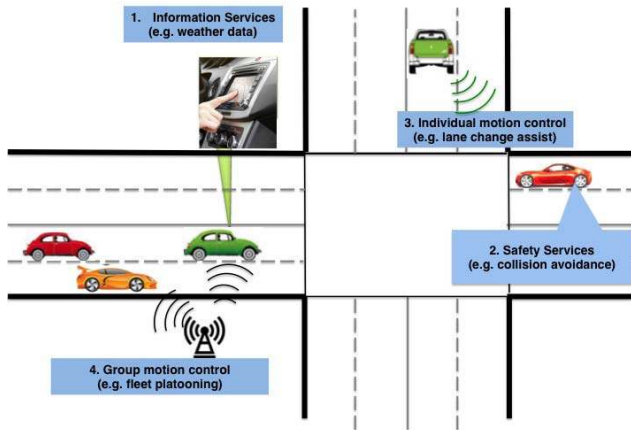 1. Information Services
(e.g. weather data)
3. Individual motion control
(e.g. lane change assist)
2. Safety Services
(e.g. collision avoidance)
4. Group motion control
(e.g. fleet platooning)